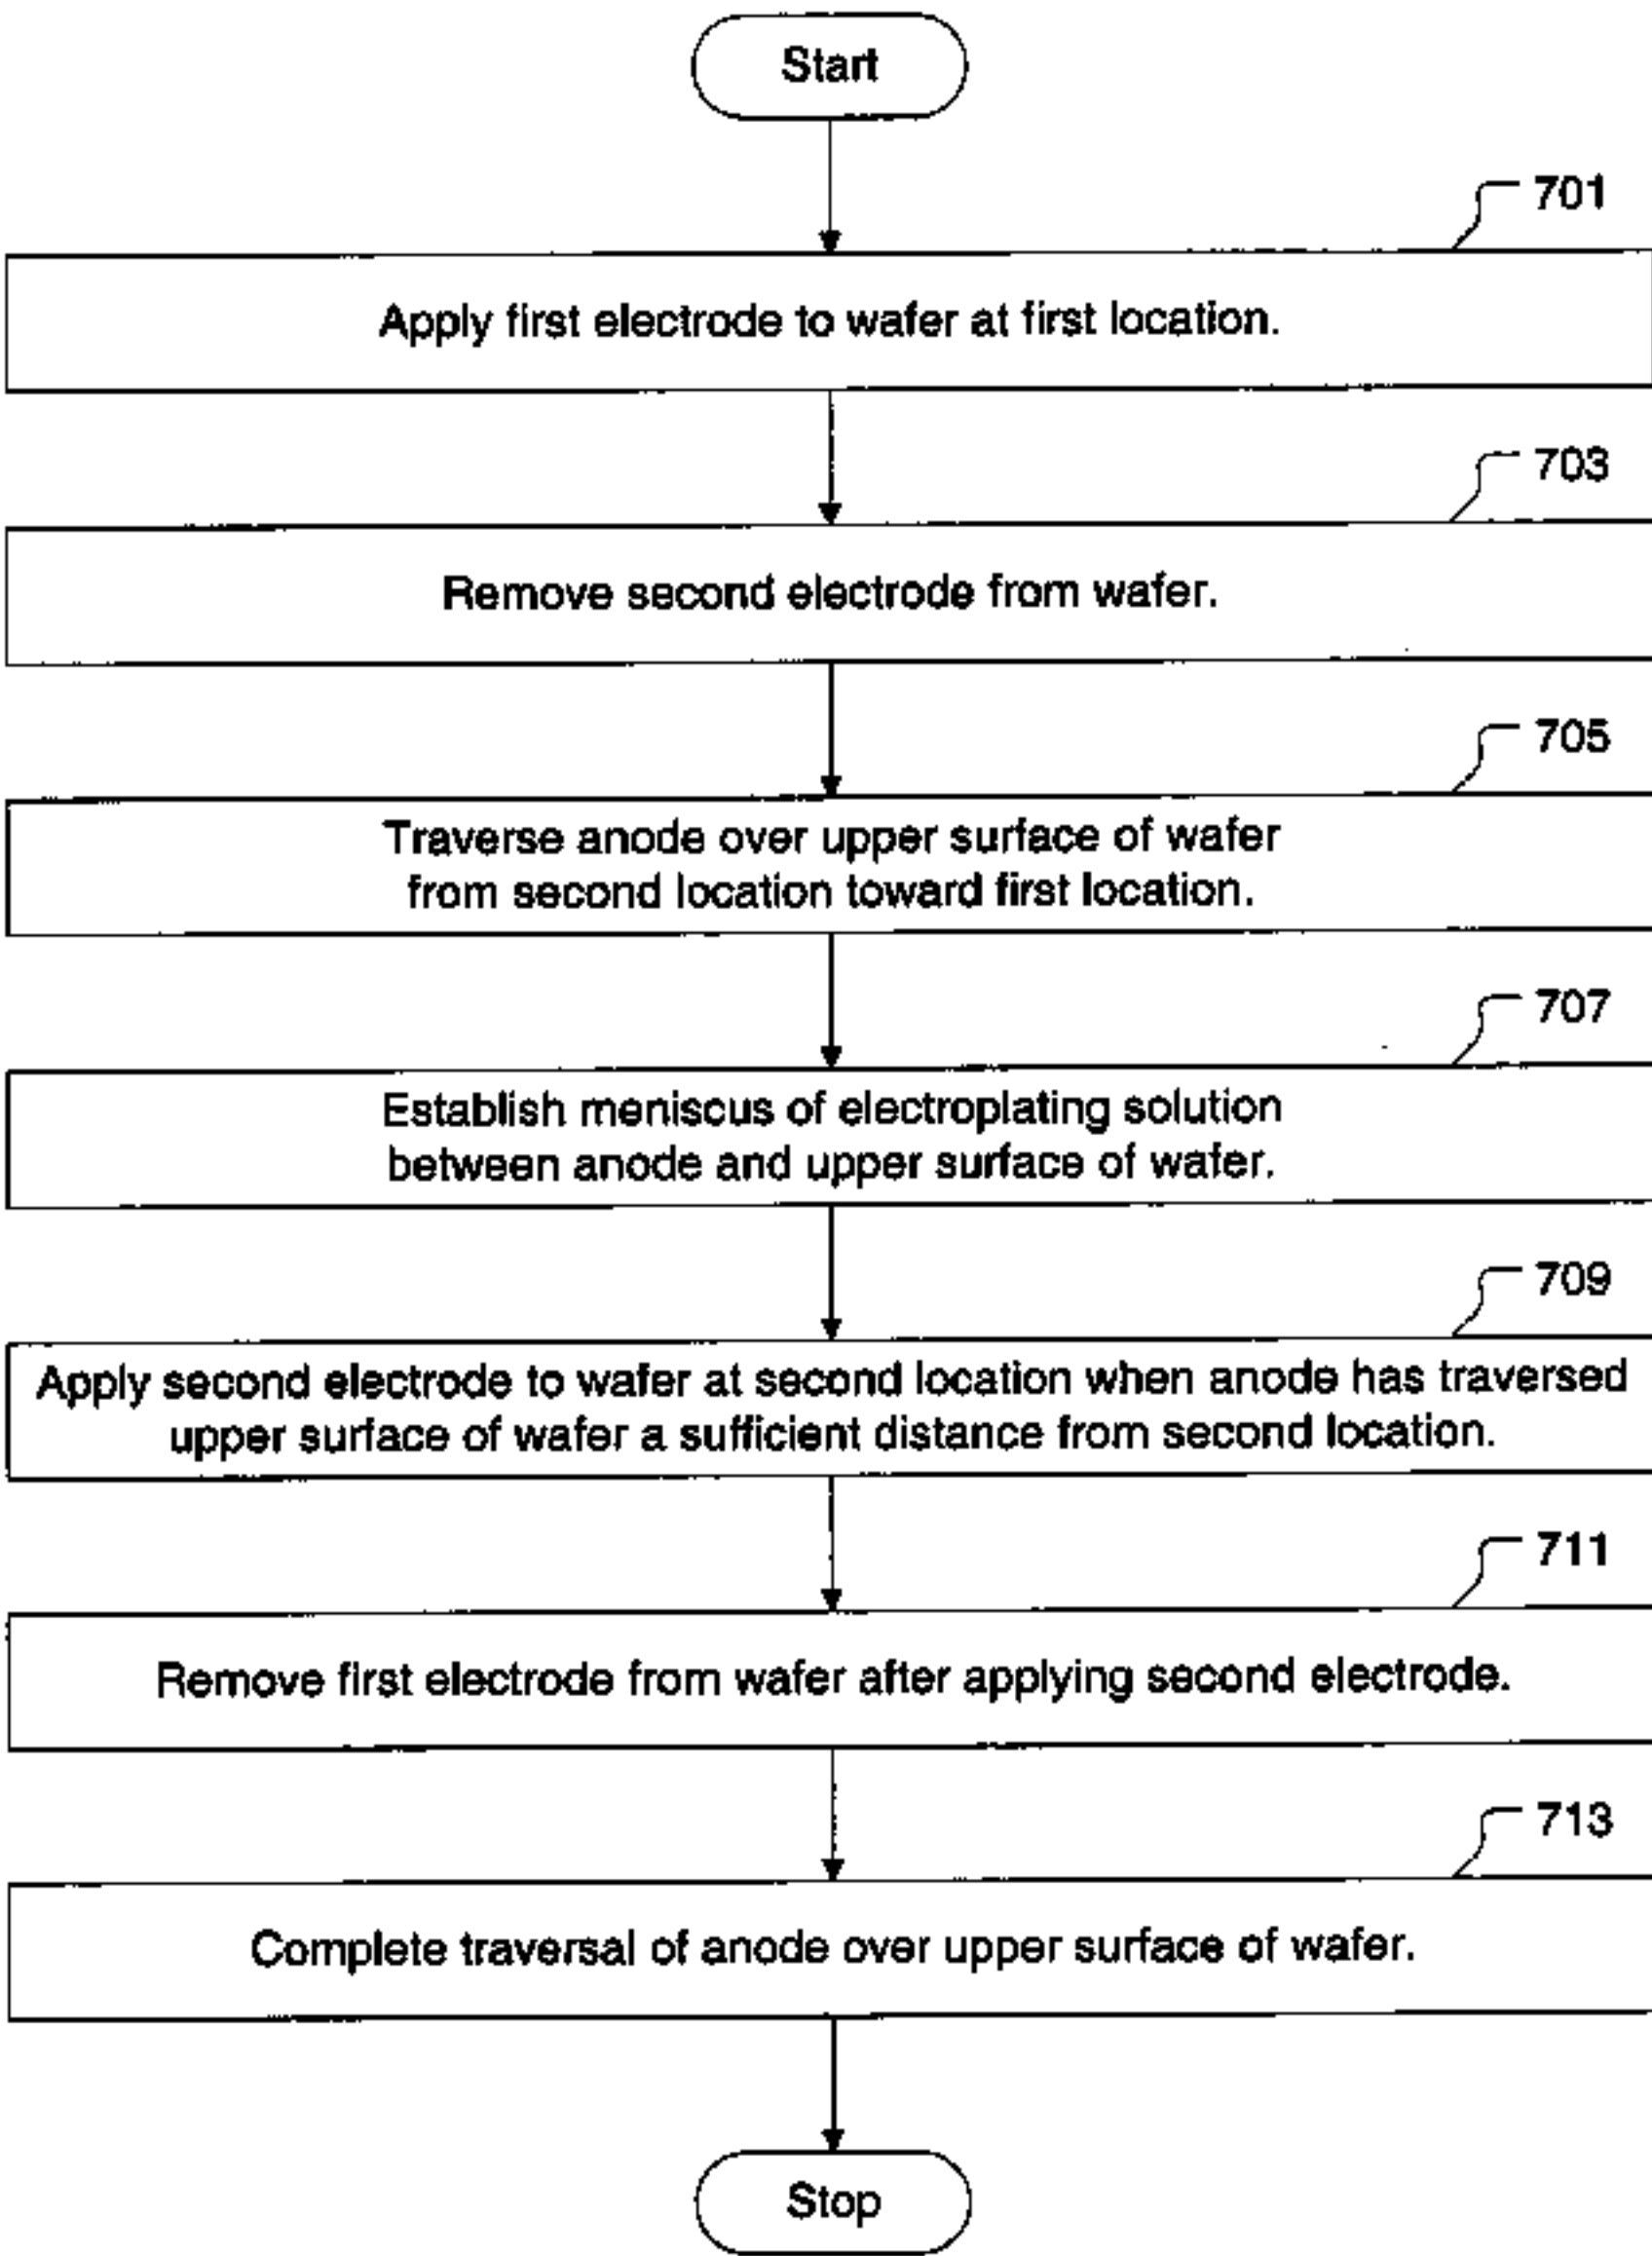 Start
701
Apply first electrode to wafer at first location.
703
Remove second electrode from wafer.
705
Traverse anode over upper surface of wafer
from second location toward first location.
707
Establish meniscus of electroplating solution
between anode and upper surface of wafer.
709
Apply second electrode to wafer at second location when anode has traversed
upper surface of wafer a sufficient distance from second location.
711
Remove first electrode from wafer after applying second electrode.
713
Complete traversal of anode over upper surface of wafer.
Stop